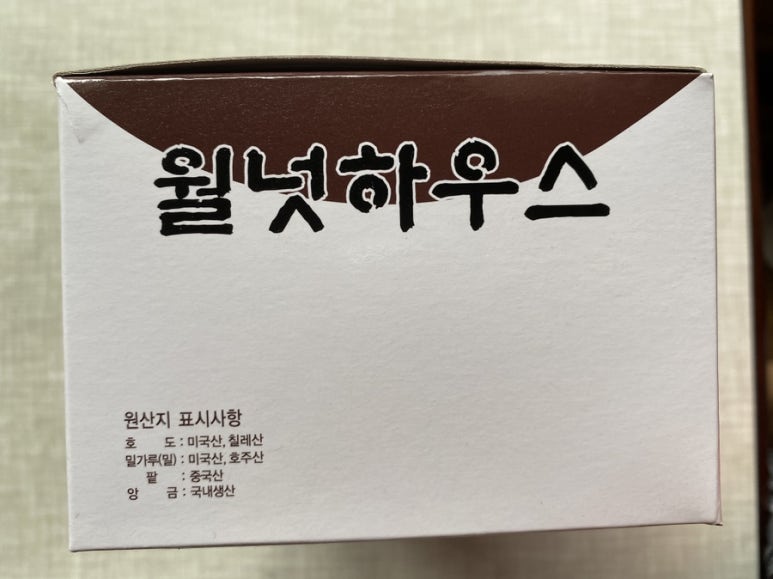 월넛하우스
원산지 표시사항
호 도 : 미국산, 칠레산
밀가루(밀) : 미국산, 호주산
팥 : 중국산
앙 금 : 국내생산